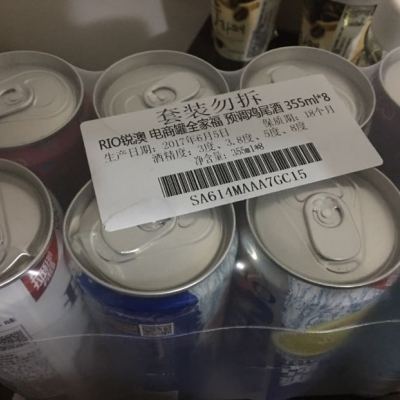 套装勿拆
RIO锐澳 电商罐全家福 预调鸡尾酒 355ml*8
生产日期：2017年6月5日 保质期：18个月
酒精度：3度、3.8度、5度、8度
净含量：355ml*8
SA614MAAA7GC15